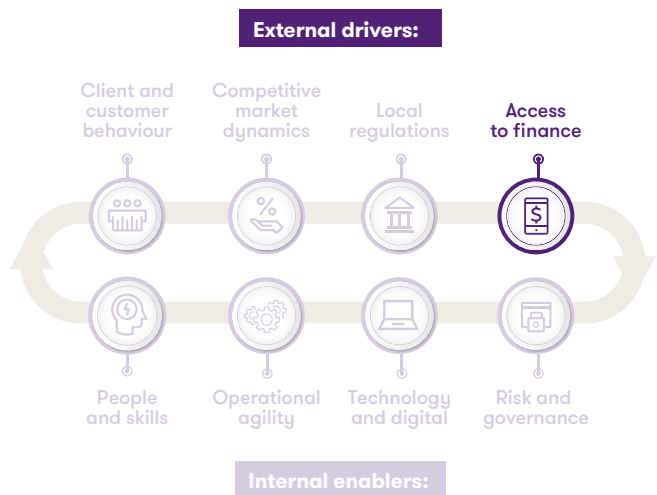 External drivers:
Client and
customer
behaviour
Competitive
market
dynamics
Local
regulations
Access
to finance
%
$
People
and skills
Operational
agility
Technology
and digital
Risk and
governance
Internal enablers: